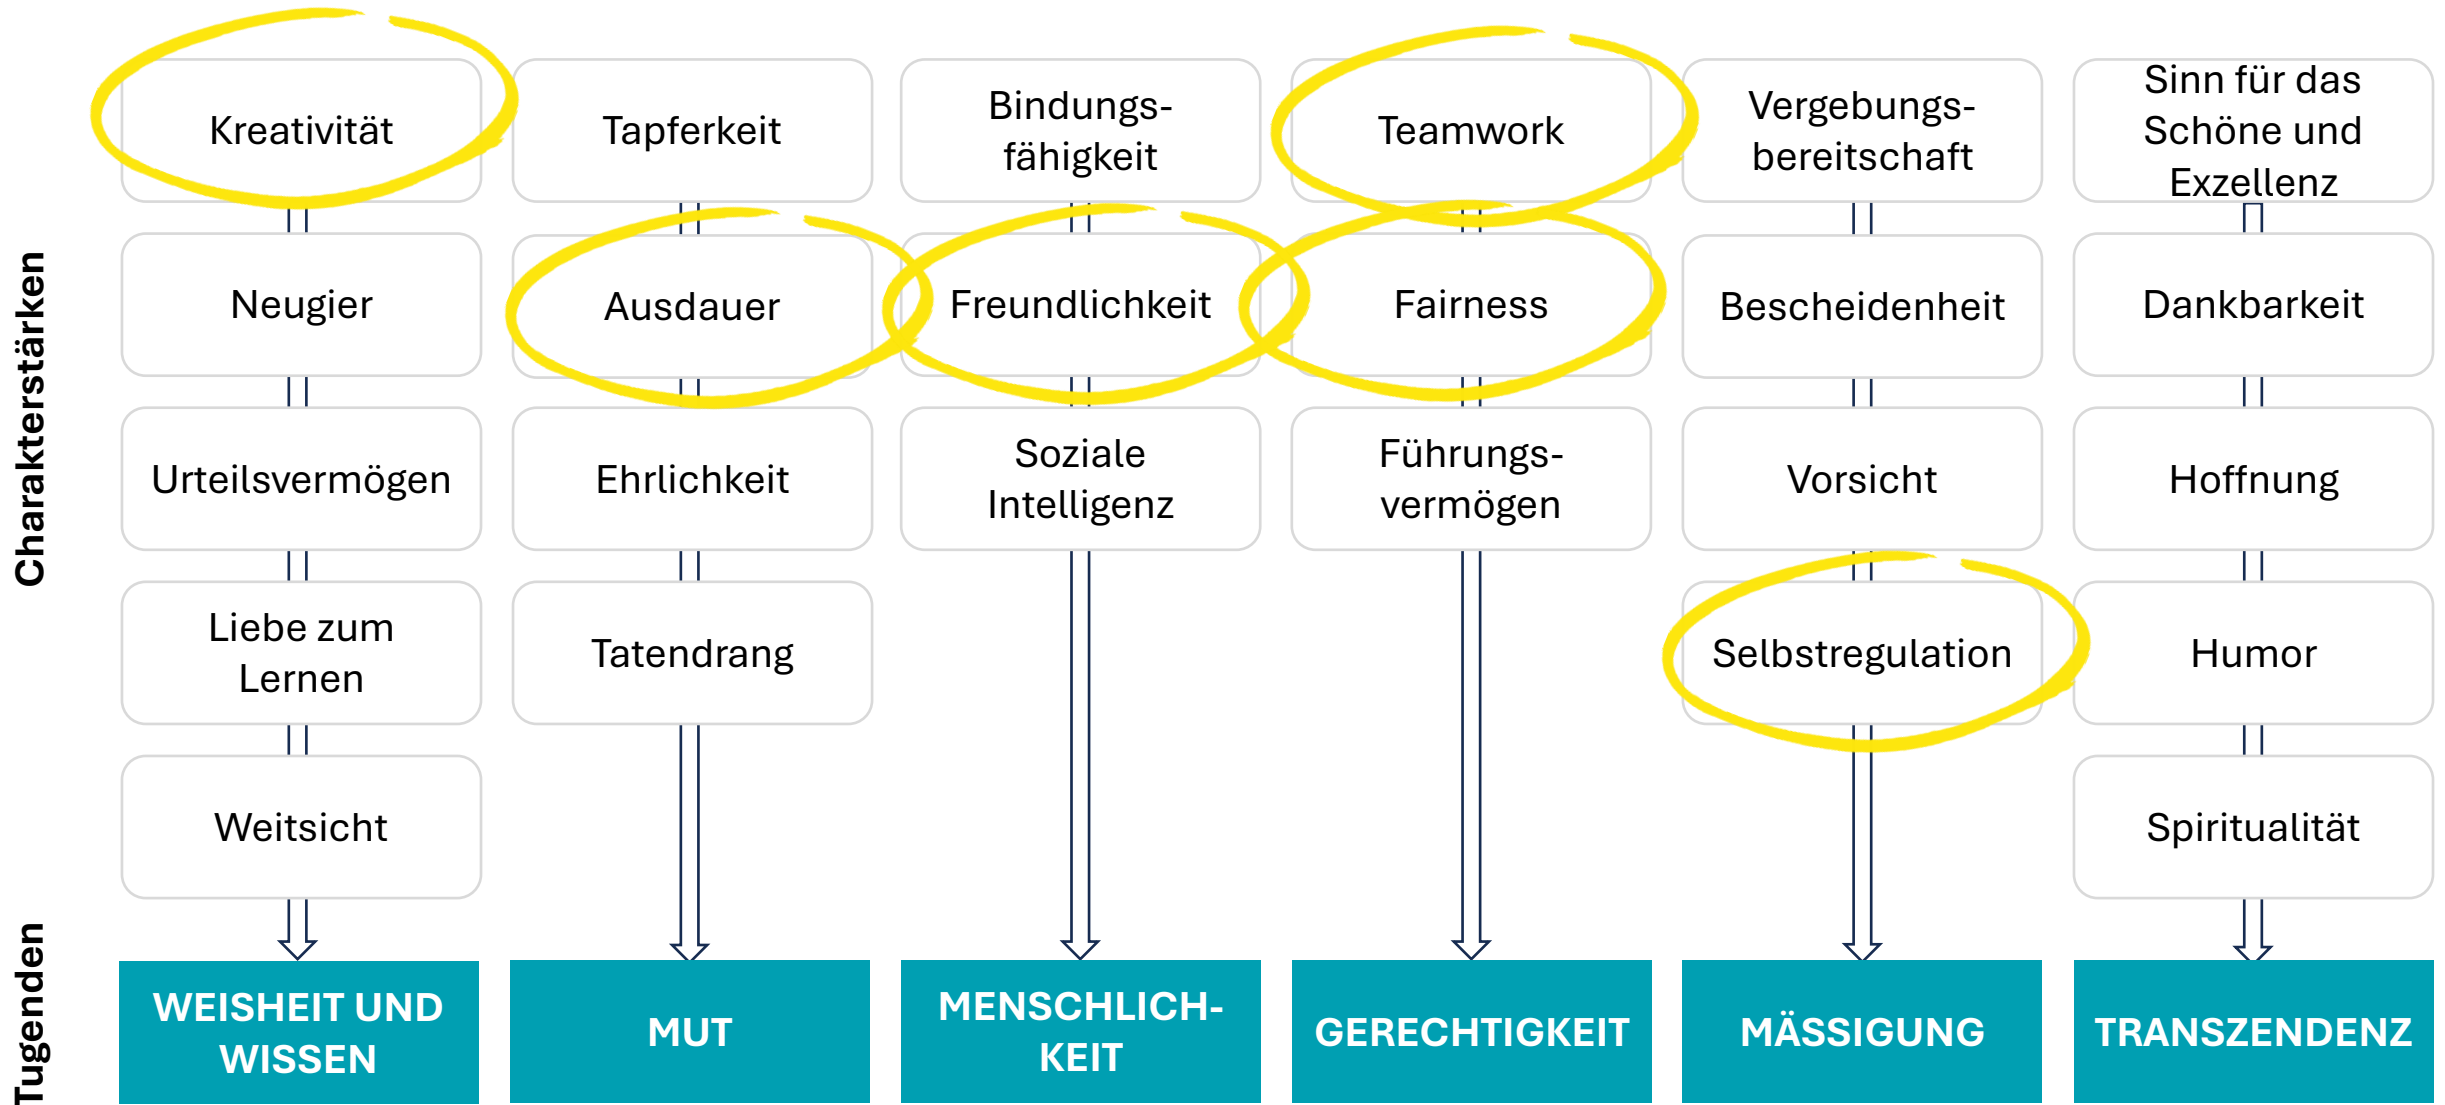 Charakterstärken
Kreativität
Neugier
Urteilsvermögen
Liebe zum
Lernen
Weitsicht
Tapferkeit
Ausdauer
Ehrlichkeit
Tatendrang
Bindungs-
fähigkeit
Freundlichkeit
Soziale
Intelligenz
Teamwork
Fairness
Führungs-
vermögen
Vergebungs-
bereitschaft
Bescheidenheit
Vorsicht
Selbstregulation
Sinn für das
Schöne und
Exzellenz
Dankbarkeit
Hoffnung
Humor
Spiritualität
Tugenden
WEISHEIT UND
WISSEN
MUT
MENSCHLICH-
KEIT
GERECHTIGKEIT
MÄSSIGUNG
TRANSZENDENZ